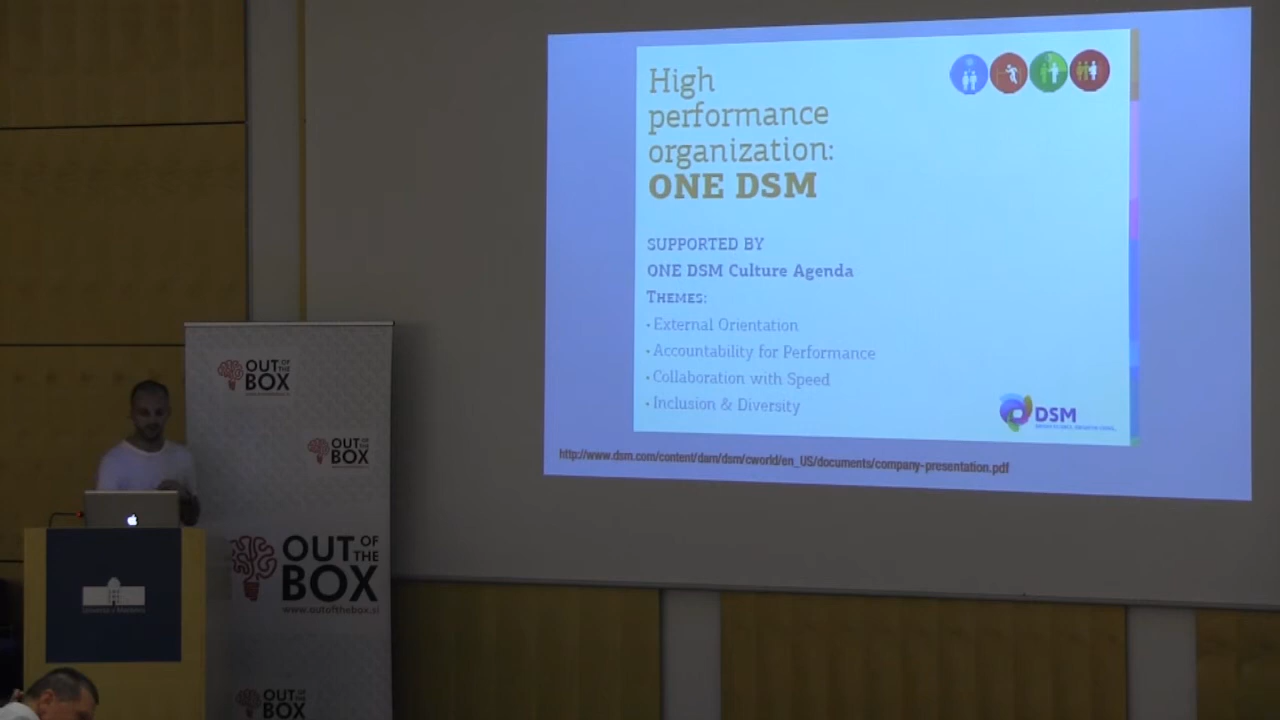 High
performance
organization:
ONE DSM
SUPPORTED BY
ONE DSM Culture Agenda
THEMES:
• External Orientation
• Accountability for Performance
• Collaboration with Speed
• Inclusion & Diversity
DSM
http://www.dsm.com/content/dam/dsm/cworld/en_US/documents/company-presentation.pdf
OUT OF THE BOX
OUT OF THE BOX
OUT OF THE BOX
www.outofthebox.si
OUT OF THE BOX